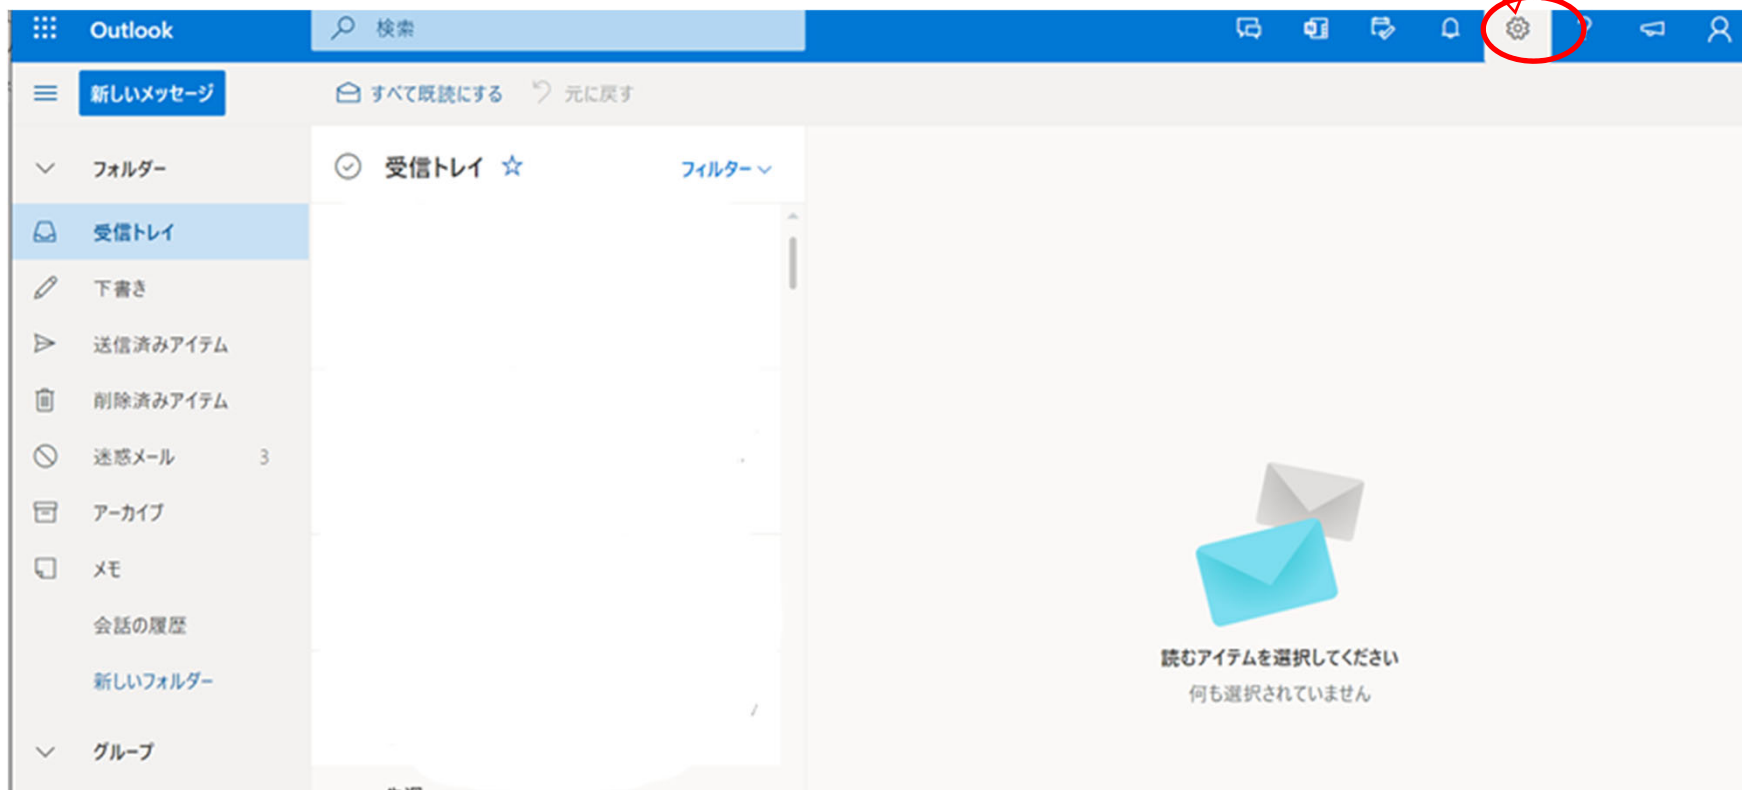 Outlook
検索
新しいメッセージ
すべて既読にする
元に戻す
フォルダー
受信トレイ
下書き
送信済みアイテム
削除済みアイテム
迷惑メール 3
アーカイブ
メモ
会話の履歴
新しいフォルダー
グループ
受信トレイ
フィルター
読むアイテムを選択してください
何も選択されていません